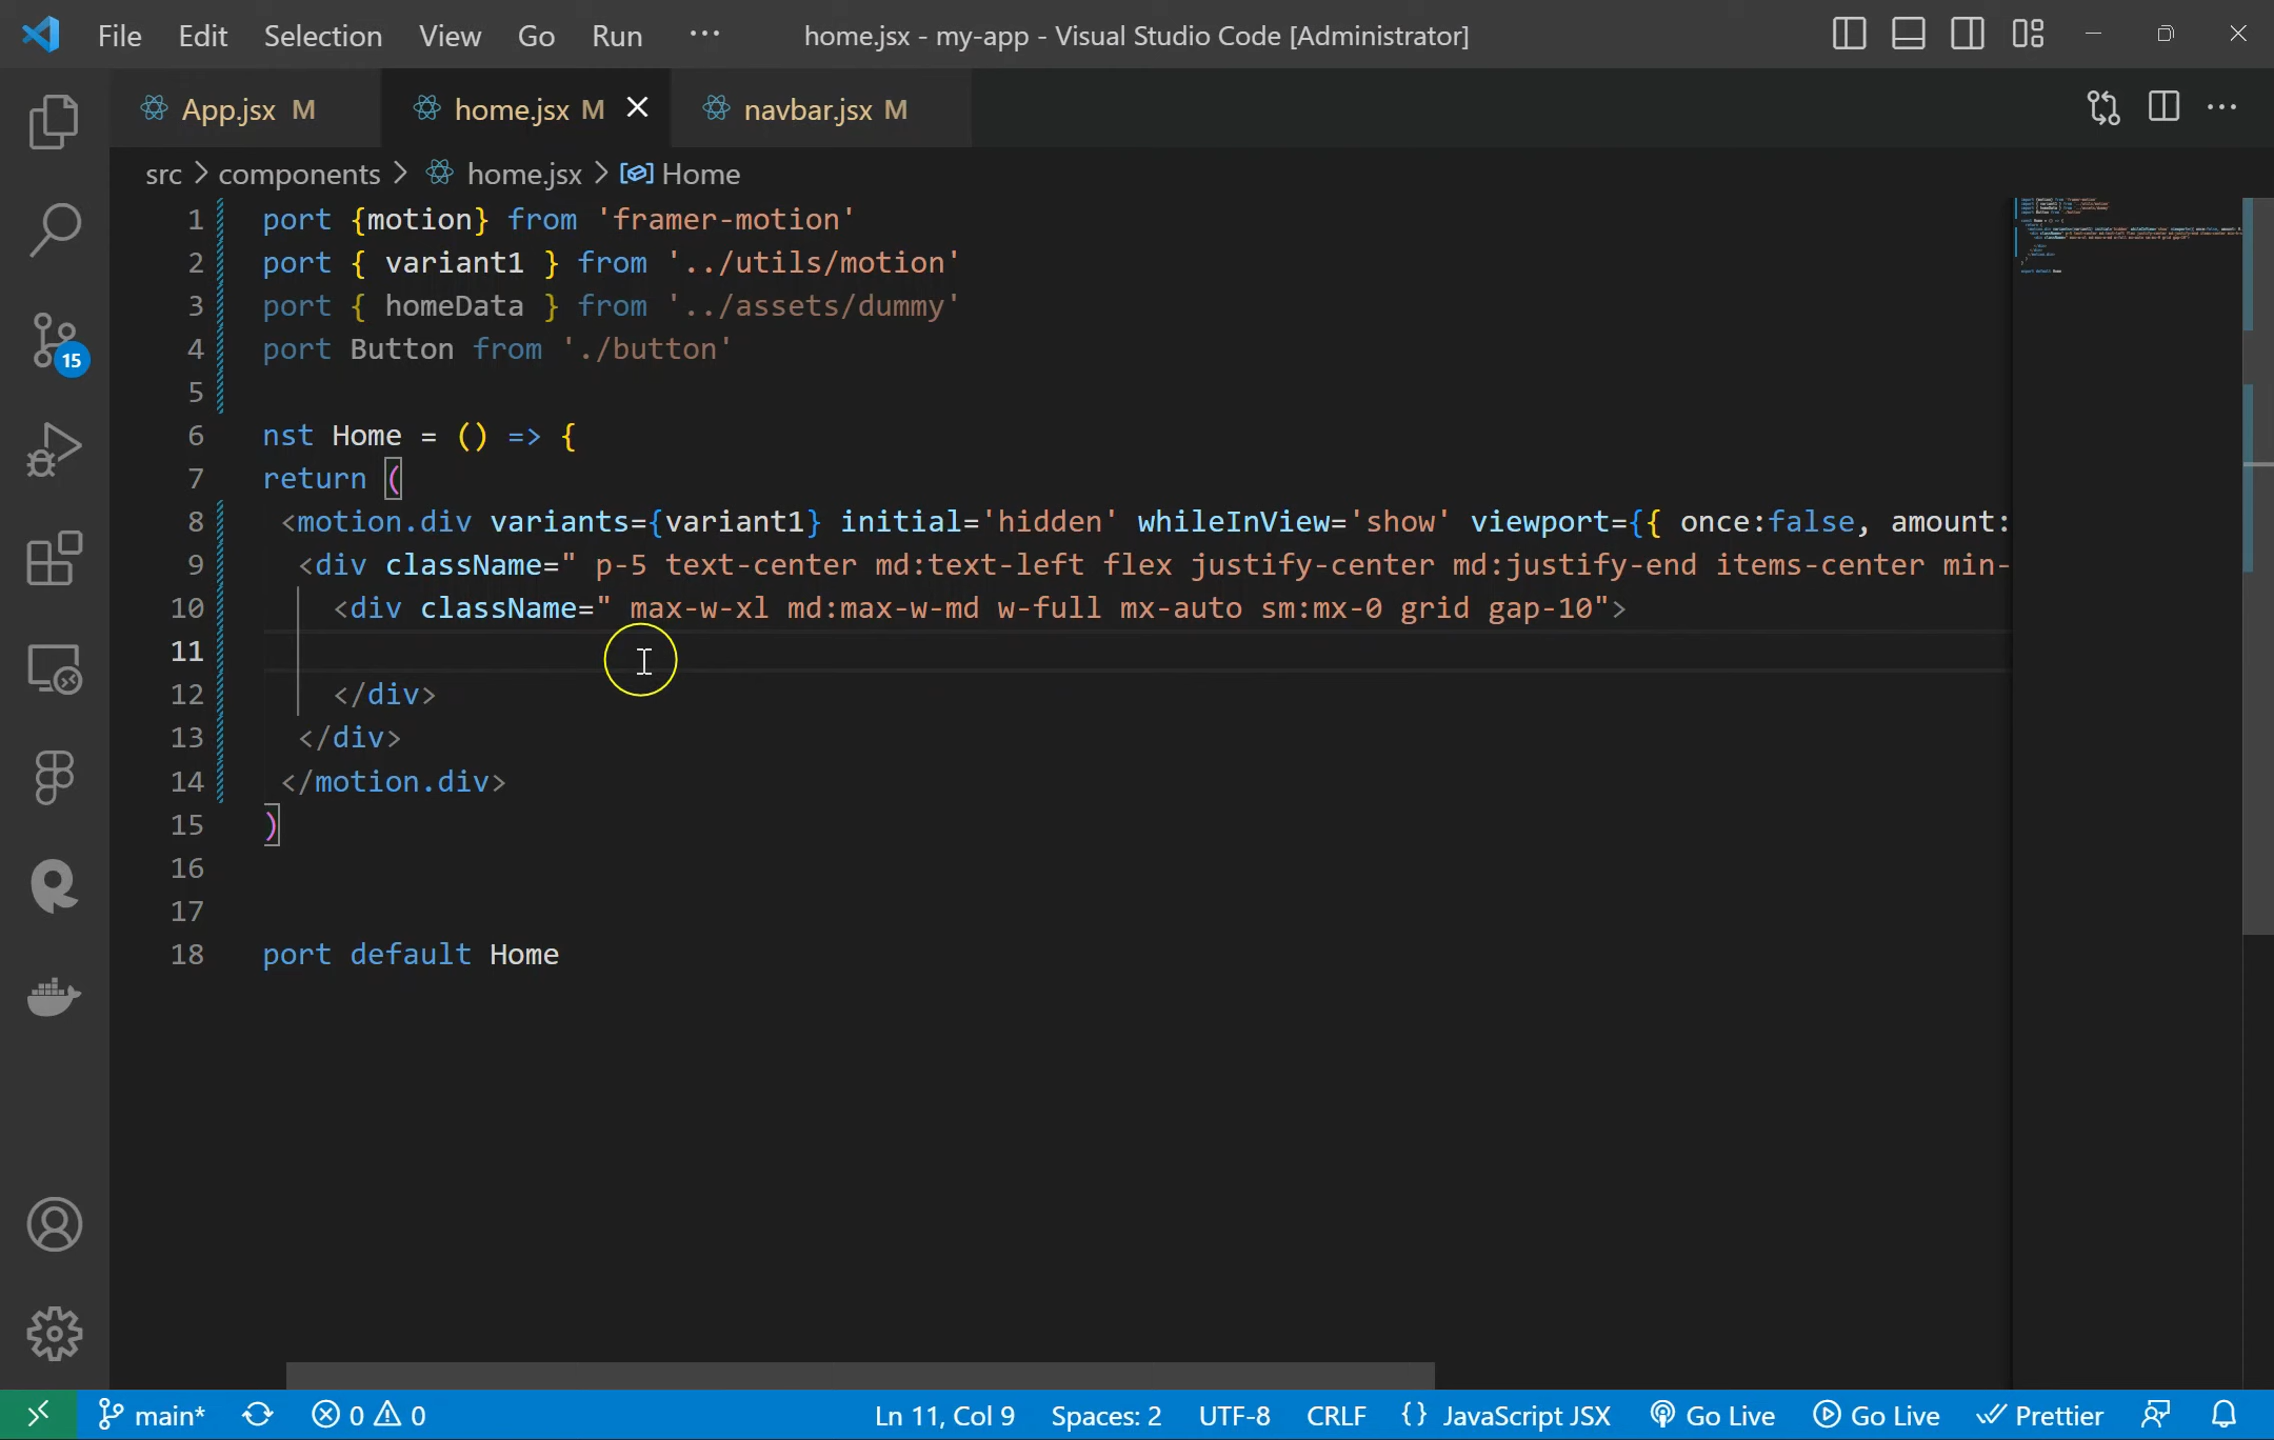 File Edit Selection View Go Run ··· home.jsx - my-app - Visual Studio Code [Administrator]
App.jsx M home.jsx M navbar.jsx M
src > components > home.jsx > Home
1 port {motion} from 'framer-motion'
2 port { variant1 } from '../utils/motion'
3 port { homeData } from '../assets/dummy'
4 port Button from './button'
5
6 nst Home = () => {
7 return (
8 <motion.div variants={variant1} initial='hidden' whileInView='show' viewport={{ once:false, amount:
9 <div className=" p-5 text-center md:text-left flex justify-center md:justify-end items-center min-
10 <div className=" max-w-xl md:max-w-md w-full mx-auto sm:mx-0 grid gap-10">
11
12 </div>
13 </div>
14 </motion.div>
15 )
16
17
18 port default Home
15
main* 0 0 Ln 11, Col 9 Spaces: 2 UTF-8 CRLF {} JavaScript JSX Go Live Go Live Prettier